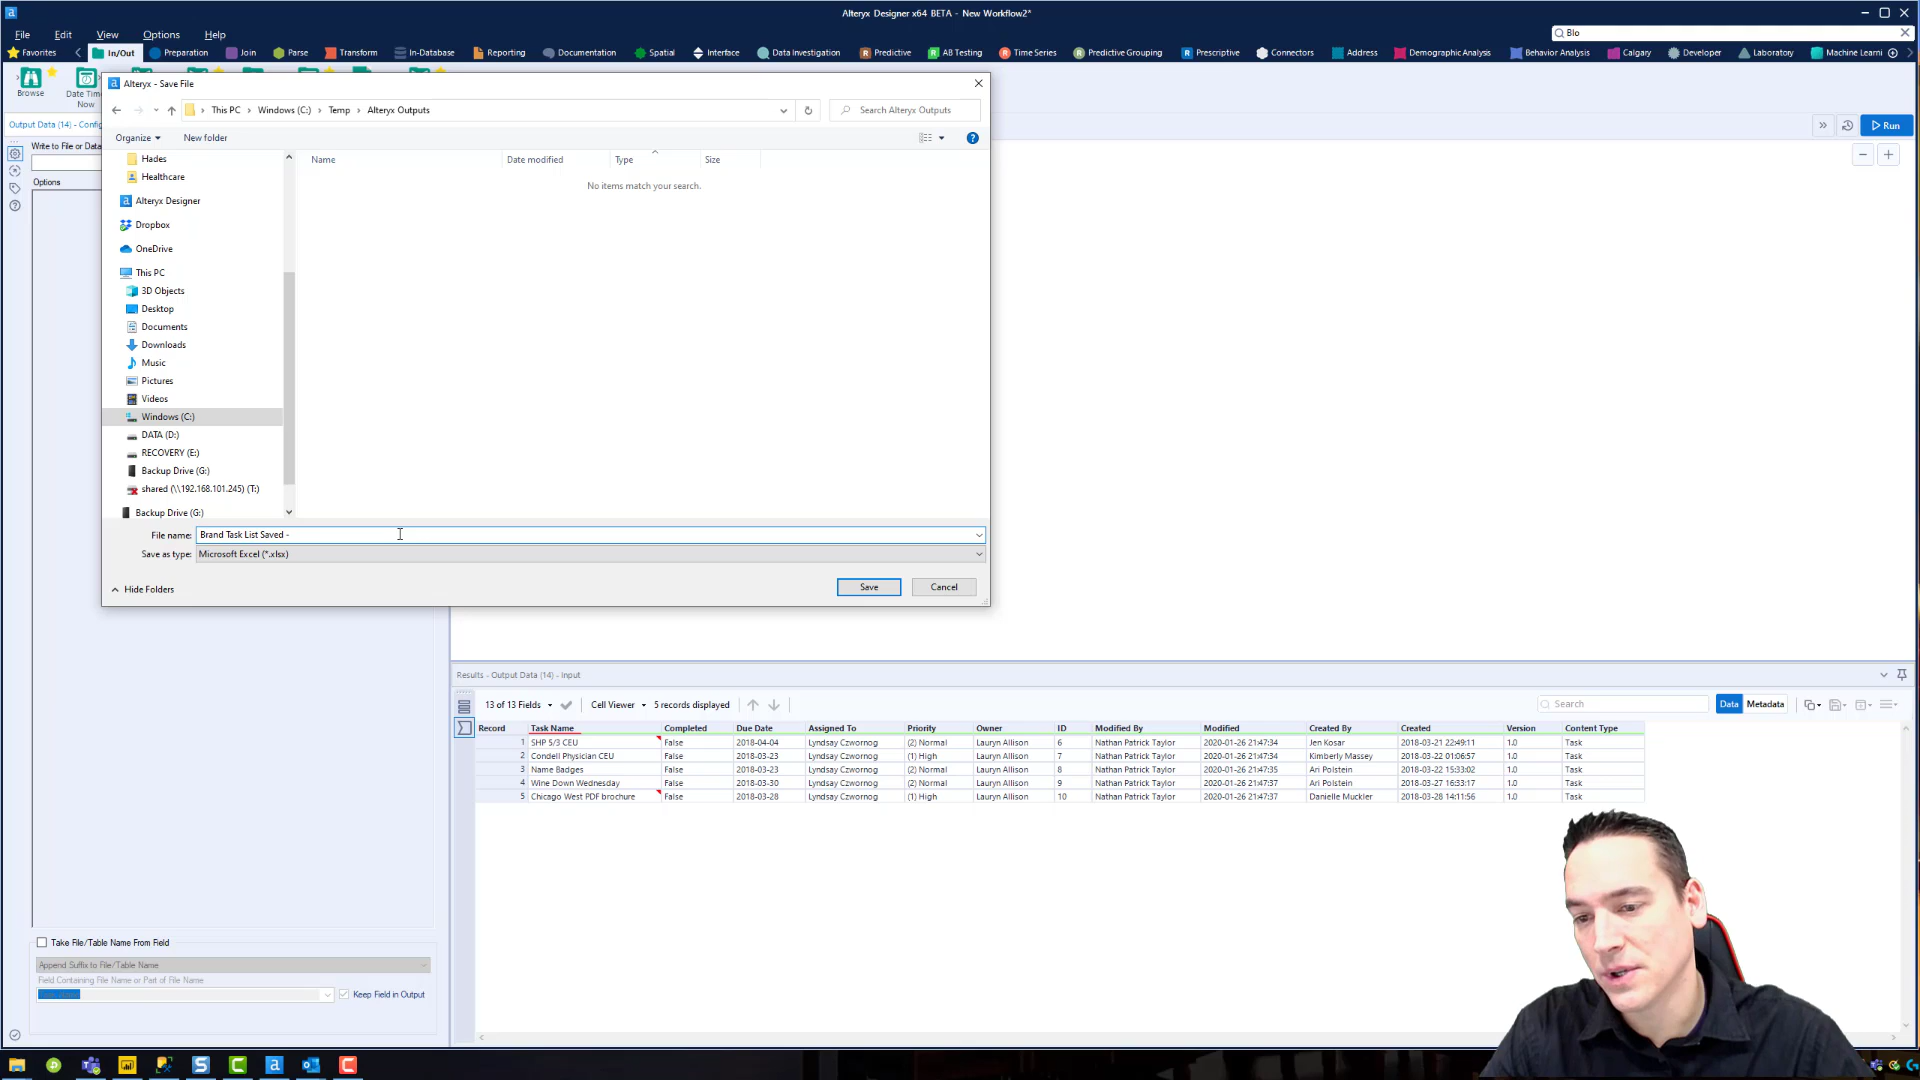 Alteryx Designer x64 BETA - New Workflow2*
File Edit View Options Help
Blo
Favorites In/Out Preparation Join Parse Transform In-Database Reporting Documentation Spatial Interface Data Investigation Predictive AB Testing Time Series Predictive Grouping Prescriptive Connectors Address Demographic Analysis Behavior Analysis Calgary Developer Laboratory Machine Learni
Browse
Date Time
Now
Output Data (14) - Config
Run
Write to File or Data
Options
Alteryx - Save File
This PC > Windows (C:) > Temp > Alteryx Outputs
Search Alteryx Outputs
Organize New folder
Name Date modified Type Size
No items match your search.
Hades
Healthcare
Alteryx Designer
Dropbox
OneDrive
This PC
3D Objects
Desktop
Documents
Downloads
Music
Pictures
Videos
Windows (C:)
DATA (D:)
RECOVERY (E:)
Backup Drive (G:)
shared (\\192.168.101.245) (T:)
Backup Drive (G:)
File name: Brand Task List Saved -
Save as type: Microsoft Excel (*.xlsx)
Hide Folders
Save Cancel
Results - Output Data (14) - Input
13 of 13 Fields Cell Viewer 5 records displayed Search Data Metadata
Record Task Name Completed Due Date Assigned To Priority Owner ID Modified By Modified Created By Created Version Content Type
1 SHP 5/3 CEU False 2018-04-04 Lyndsay Czwornog (2) Normal Lauryn Allison 6 Nathan Patrick Taylor 2020-01-26 21:47:34 Jen Kosar 2018-03-21 22:49:11 1.0 Task
2 Condell Physician CEU False 2018-03-23 Lyndsay Czwornog (1) High Lauryn Allison 7 Nathan Patrick Taylor 2020-01-26 21:47:34 Kimberly Massey 2018-03-22 01:06:57 1.0 Task
3 Name Badges False 2018-03-23 Lyndsay Czwornog (2) Normal Lauryn Allison 8 Nathan Patrick Taylor 2020-01-26 21:47:35 Ari Polstein 2018-03-22 15:33:02 1.0 Task
4 Wine Down Wednesday False 2018-03-30 Lyndsay Czwornog (2) Normal Lauryn Allison 9 Nathan Patrick Taylor 2020-01-26 21:47:37 Ari Polstein 2018-03-27 16:33:17 1.0 Task
5 Chicago West PDF brochure False 2018-03-28 Lyndsay Czwornog (1) High Lauryn Allison 10 Nathan Patrick Taylor 2020-01-26 21:47:37 Danielle Muckler 2018-03-28 14:11:56 1.0 Task
Take File/Table Name From Field
Append Suffix to File/Table Name
Field Containing File Name or Part of File Name
Keep Field in Output